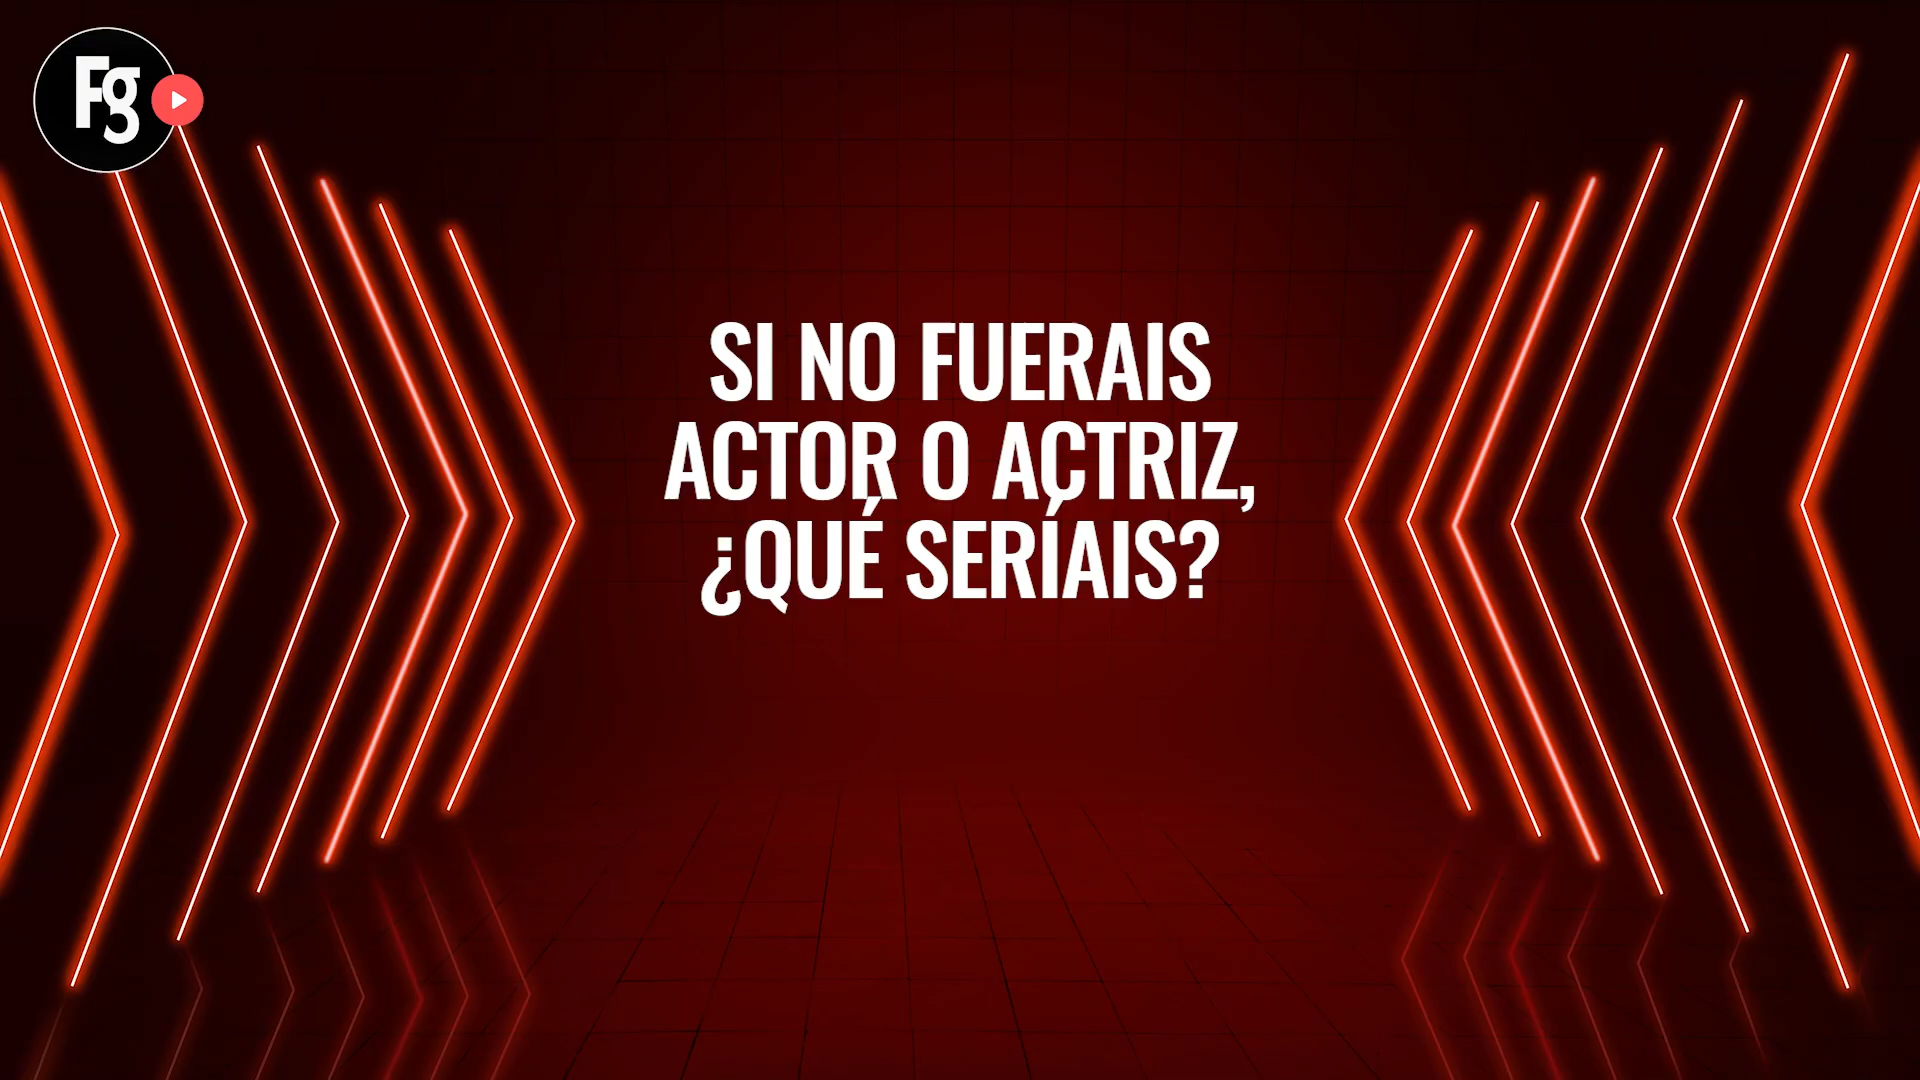 Fg
SI NO FUERAIS
ACTOR O ACTRIZ,
¿QUÉ SERÍAIS?